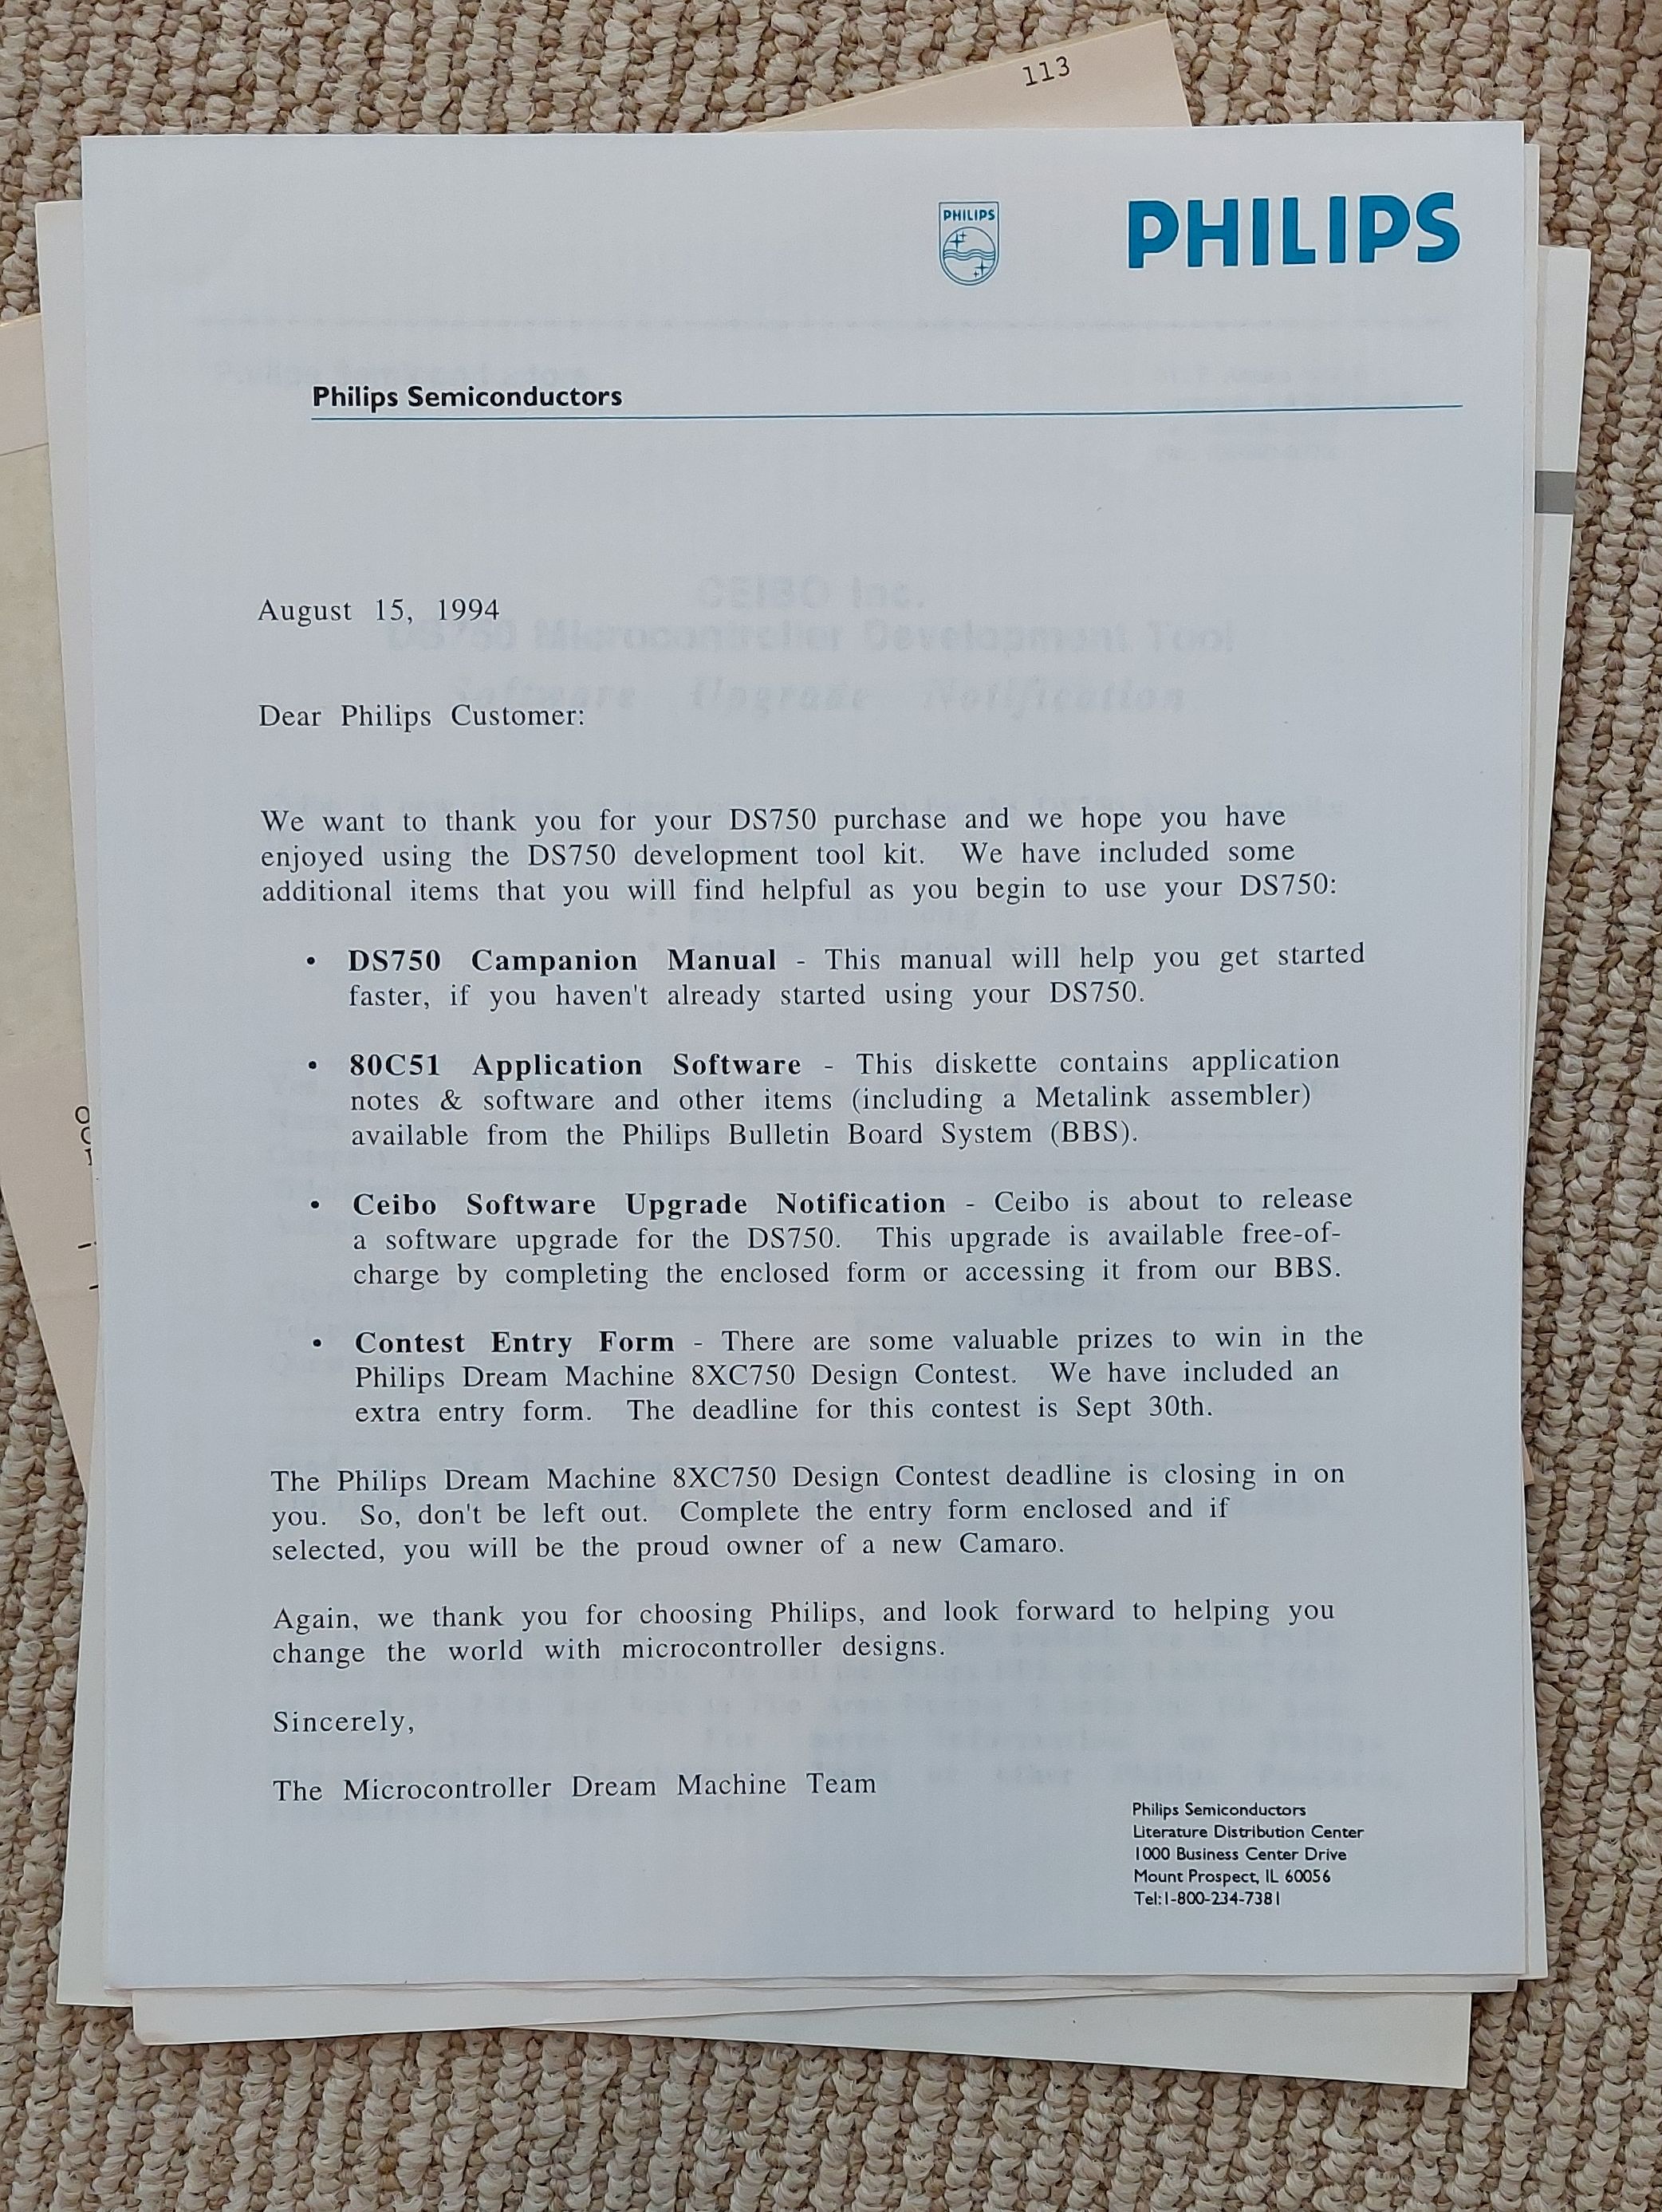 113
PHILIPS
PHILIPS
Philips Semiconductors
August 15, 1994
CEIBO Inc.
DS750 Microcontroller Development Tool
Software Upgrade Notification
Dear Philips Customer:
We want to thank you for your DS750 purchase and we hope you have
enjoyed using the DS750 development tool kit. We have included some
additional items that you will find helpful as you begin to use your DS750:
• DS750 Campanion Manual - This manual will help you get started
faster, if you haven't already started using your DS750.
• 80C51 Application Software - This diskette contains application
notes & software and other items (including a Metalink assembler)
available from the Philips Bulletin Board System (BBS).
• Ceibo Software Upgrade Notification - Ceibo is about to release
a software upgrade for the DS750. This upgrade is available free-of-
charge by completing the enclosed form or accessing it from our BBS.
• Contest Entry Form - There are some valuable prizes to win in the
Philips Dream Machine 8XC750 Design Contest. We have included an
extra entry form. The deadline for this contest is Sept 30th.
The Philips Dream Machine 8XC750 Design Contest deadline is closing in on
you. So, don't be left out. Complete the entry form enclosed and if
selected, you will be the proud owner of a new Camaro.
Again, we thank you for choosing Philips, and look forward to helping you
change the world with microcontroller designs.
Sincerely,
The Microcontroller Dream Machine Team
Philips Semiconductors
Literature Distribution Center
1000 Business Center Drive
Mount Prospect, IL 60056
Tel:1-800-234-7381